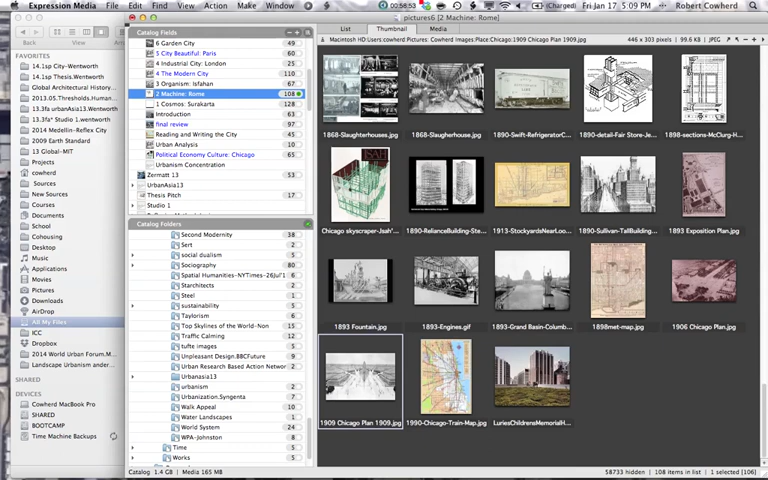 Expression Media File Edit Find View Action Make Window Help 00:58:53 (Charged) Fri Jan 17 5:09 PM Robert Cowherd
pictures6 [2 Machine: Rome]
Back
FAVORITES
14.1sp City-Wentworth
14.1sp Thesis.Wentworth
Global Architectural History...
2013.05.Thresholds.Human...
13.3fa urbanAsia13.Wentw...
13.3fa* Studio 1.wentworth
2014 Medellin-Reflex City
2009 Earth Standard
13 Global-MIT
Projects
cowherd
Sources
New Sources
Courses
Documents
School
Cohousing
Desktop
Music
Applications
Movies
Pictures
Downloads
AirDrop
All My Files
ICC
Dropbox
2014 World Urban Forum.M...
Landscape Urbanism ander...
SHARED
DEVICES
Cowherd MacBook Pro
SHARED
BOOTCAMP
Time Machine Backups
Catalog Fields
6 Garden City 49
5 City Beautiful: Paris 60
4 Industrial City: London 25
4 The Modern City 110
3 Organism: Isfahan 67
2 Machine: Rome 108
1 Cosmos: Surakarta 128
Introduction 63
final review 97
Reading and Writing the City 45
Urban Analysis 10
Political Economy Culture: Chicago 65
Urbanism Concentration
Zermatt 13 53
UrbanAsia13
Thesis Pitch 17
Studio 1
Catalog Folders
Second Modernity 38
Sert 2
social dualism 5
Sociography 80
Spatial Humanities-NYTimes-26Jul'1 6
Starchitects 2
Steel 1
sustainability 5
Taylorism 6
Top Skylines of the World-Non 15
Traffic Calming 12
tufte images 5
Unpleasant Design.BBCFuture 9
Urban Research Based Action Networ 2
Urbanasia13
urbanism 2
Urbanization.Syngenta 7
Walk Appeal 10
Water Landscapes 1
World System 24
WPA-Johnston 8
Time 5
Works 5
Catalog 1.4 GB | Media 165 MB
List Thumbnail Media
Macintosh HD:Users:cowherd:Pictures: Cowherd Images:Place:Chicago:1909 Chicago Plan 1909.jpg 446 x 303 pixels 99.6 KB JPEG
1868-Slaughterhouses.jpg 1868-Slaugherhouse.jpg 1890-Swift-RefrigeratorC... 1890-detail-Fair Store-Je... 1898-sections-McClurg-H...
Chicago skyscraper-Jsah'... 1890-RelianceBuilding-Ste... 1913-StockyardsNearLoo... 1890-Sullivan-TallBuilding... 1893 Exposition Plan.jpg
1893 Fountain.jpg 1893-Engines.gif 1893-Grand Basin-Columb... 1898met-map.jpg 1906 Chicago Plan.jpg
1909 Chicago Plan 1909.jpg 1990-Chicago-Train-Map.jpg LuriesChildrensMemorialH...
58733 hidden | 108 items in list | 1 selected [106]